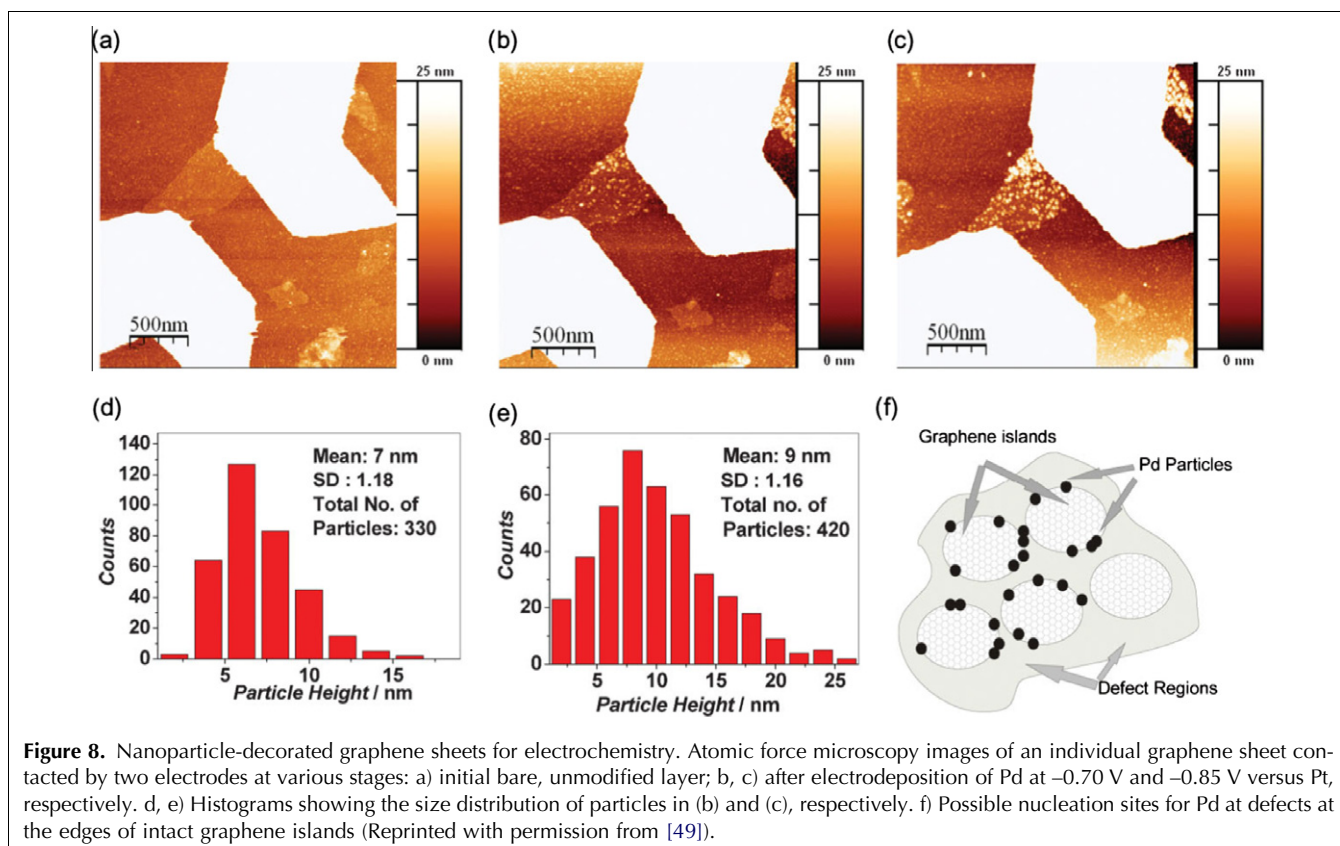 (a)
(b)
(c)
25 nm
25 nm
25 nm
500nm
500nm
500nm
0 nm
0 nm
0 nm
(d)
140
120
100
80
60
40
20
0
Counts
Mean: 7 nm
SD : 1.18
Total No. of
Particles: 330
5
10
15
Particle Height / nm
(e)
80
60
40
20
0
Counts
Mean: 9 nm
SD : 1.16
Total no. of
Particles: 420
5
10
15
20
25
Particle Height / nm
(f)
Graphene islands
Pd Particles
Defect Regions
Figure 8. Nanoparticle-decorated graphene sheets for electrochemistry. Atomic force microscopy images of an individual graphene sheet con-
tacted by two electrodes at various stages: a) initial bare, unmodified layer; b, c) after electrodeposition of Pd at –0.70 V and –0.85 V versus Pt,
respectively. d, e) Histograms showing the size distribution of particles in (b) and (c), respectively. f) Possible nucleation sites for Pd at defects at
the edges of intact graphene islands (Reprinted with permission from [49]).